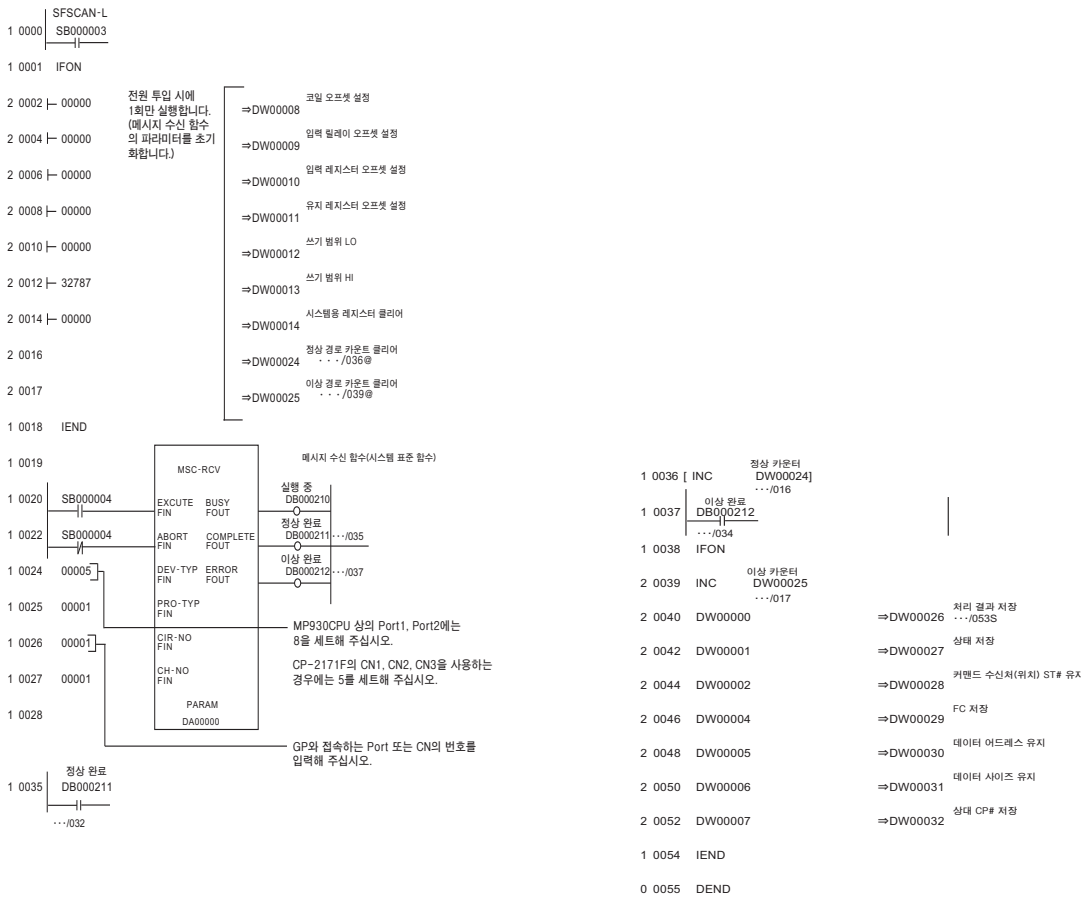 SFSCAN-L
1 0000 SB000003
1 0001 IFON
2 0002 00000 ⇒DW00008 코일 오프셋 설정
전원 투입 시에
1회만 실행합니다.
(메시지 수신 함수
의 파라미터를 초기
화합니다.)
2 0004 00000 ⇒DW00009 입력 릴레이 오프셋 설정
2 0006 00000 ⇒DW00010 입력 레지스터 오프셋 설정
2 0008 00000 ⇒DW00011 유지 레지스터 오프셋 설정
2 0010 00000 ⇒DW00012 쓰기 범위 LO
2 0012 32787 ⇒DW00013 쓰기 범위 HI
2 0014 00000 ⇒DW00014 시스템용 레지스터 클리어
2 0016 ⇒DW00024 정상 경로 카운트 클리어
···/036@
2 0017 ⇒DW00025 이상 경로 카운트 클리어
···/039@
1 0018 IEND
1 0019 MSC-RCV 메시지 수신 함수(시스템 표준 함수)
실행 중
1 0020 SB000004 EXCUTE BUSY DB000210
FIN FOUT
정상 완료
1 0022 SB000004 ABORT COMPLETE DB000211 ···/035
FIN FOUT
이상 완료
1 0024 00005 DEV-TYP ERROR DB000212 ···/037
FIN FOUT
1 0025 00001 PRO-TYP
FIN
1 0026 00001 CIR-NO
FIN
1 0027 00001 CH-NO
FIN
1 0028 PARAM
DA00000
MP930CPU 상의 Port1, Port2에는
8을 세트해 주십시오.
CP-2171F의 CN1, CN2, CN3을 사용하는
경우에는 5를 세트해 주십시오.
GP와 접속하는 Port 또는 CN의 번호를
입력해 주십시오.
정상 완료
1 0035 DB000211
···/032
정상 카운터
1 0036 [ INC DW00024]
···/016
이상 완료
1 0037 DB000212
···/034
1 0038 IFON
이상 카운터
2 0039 INC DW00025
···/017
2 0040 DW00000 ⇒DW00026 처리 결과 저장
···/053S
2 0042 DW00001 ⇒DW00027 상태 저장
2 0044 DW00002 ⇒DW00028 커맨드 수신처(위치) ST# 유지
2 0046 DW00004 ⇒DW00029 FC 저장
2 0048 DW00005 ⇒DW00030 데이터 어드레스 유지
2 0050 DW00006 ⇒DW00031 데이터 사이즈 유지
2 0052 DW00007 ⇒DW00032 상대 CP# 저장
1 0054 IEND
0 0055 DEND